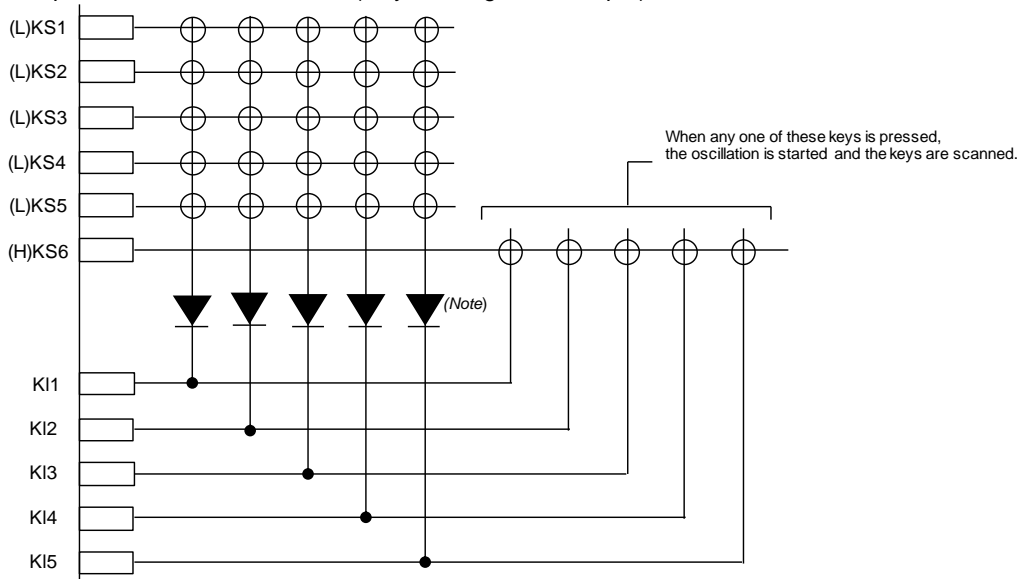 (L)KS1
(L)KS2
(L)KS3
(L)KS4
(L)KS5
(H)KS6
When any one of these keys is pressed,
the oscillation is started and the keys are scanned.
(Note)
KI1
KI2
KI3
KI4
KI5